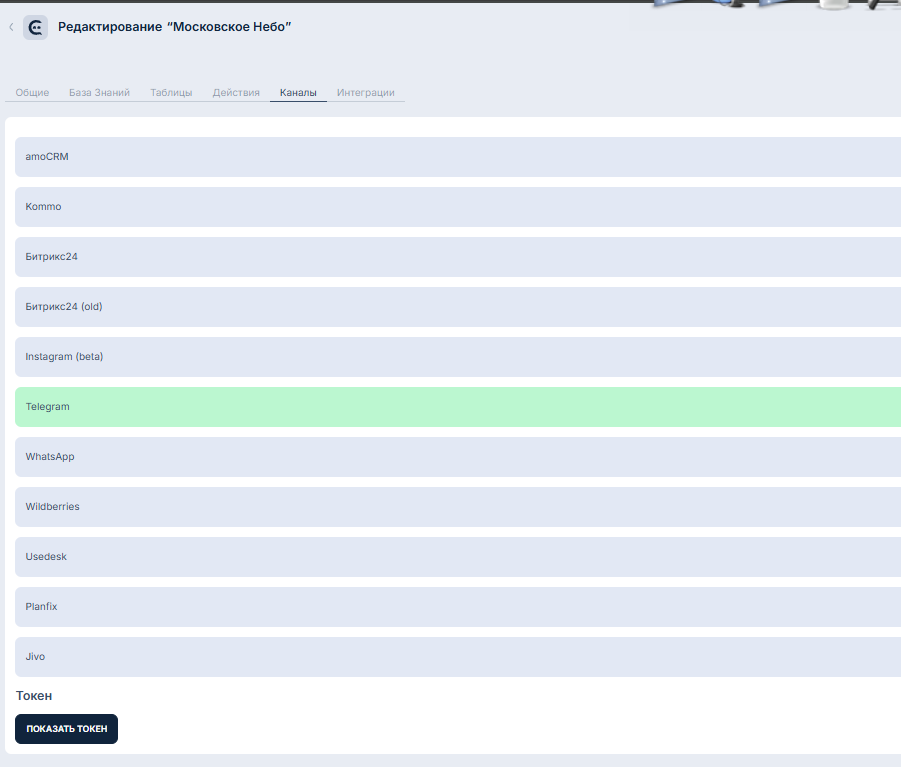 Редактирование “Московское Небо”
Общие База Знаний Таблицы Действия Каналы Интеграции
amoCRM
Kommo
Битрикс24
Битрикс24 (old)
Instagram (beta)
Telegram
WhatsApp
Wildberries
Usedesk
Planfix
Jivo
Токен
ПОКАЗАТЬ ТОКЕН